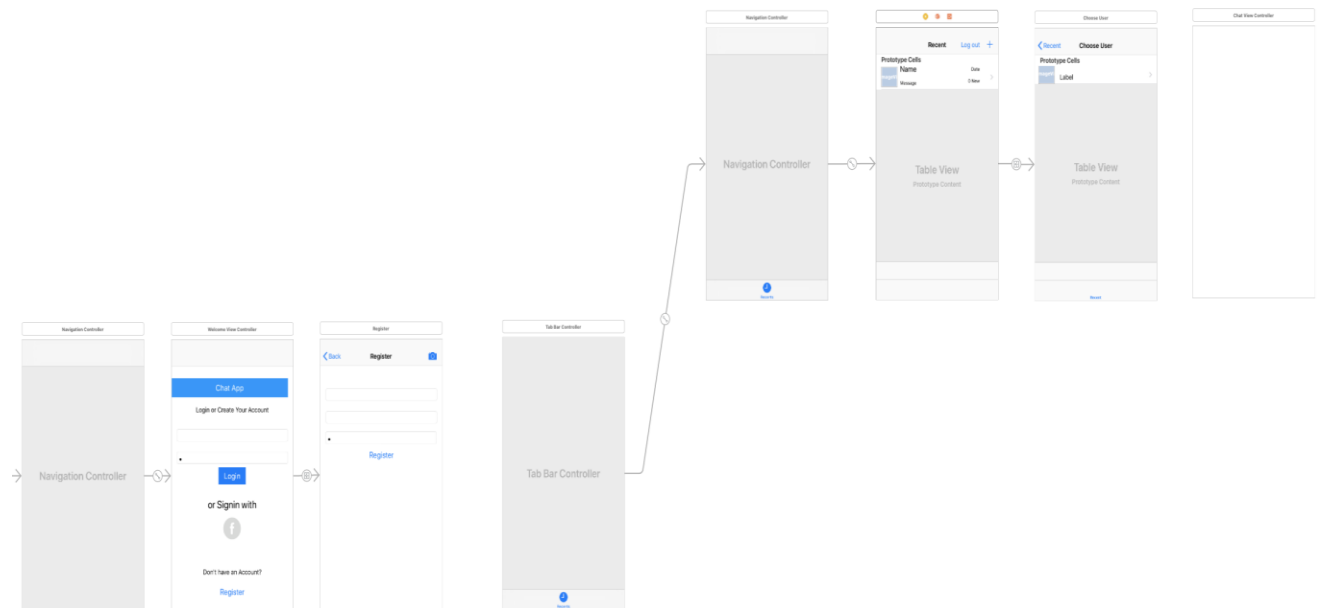 Navigation Controller
Navigation Controller
Recents
Recent
Log out +
Prototype Cells
Name
Date
Message
0 New
Table View
Prototype Content
Choose User
Recent
Choose User
Prototype Cells
Label
Table View
Prototype Content
Chat View Controller
Navigation Controller
Navigation Controller
Welcome View Controller
Chat App
Login or Create Your Account
Login
or Signin with
f
Don't have an Account?
Register
Register
Back
Register
Register
Tab Bar Controller
Tab Bar Controller
Recents